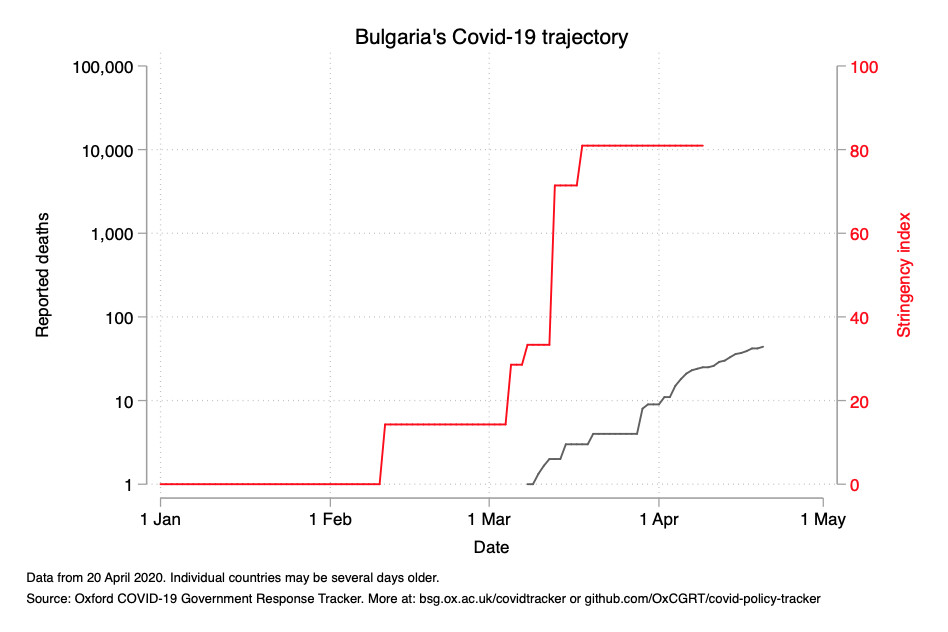 Bulgaria's Covid-19 trajectory
100,000
10,000
1,000
100
10
1
Reported deaths
100
80
60
40
20
0
Stringency index
1 Jan
1 Feb
1 Mar
1 Apr
1 May
Date
Data from 20 April 2020. Individual countries may be several days older.
Source: Oxford COVID-19 Government Response Tracker. More at: bsg.ox.ac.uk/covidtracker or github.com/OxCGRT/covid-policy-tracker